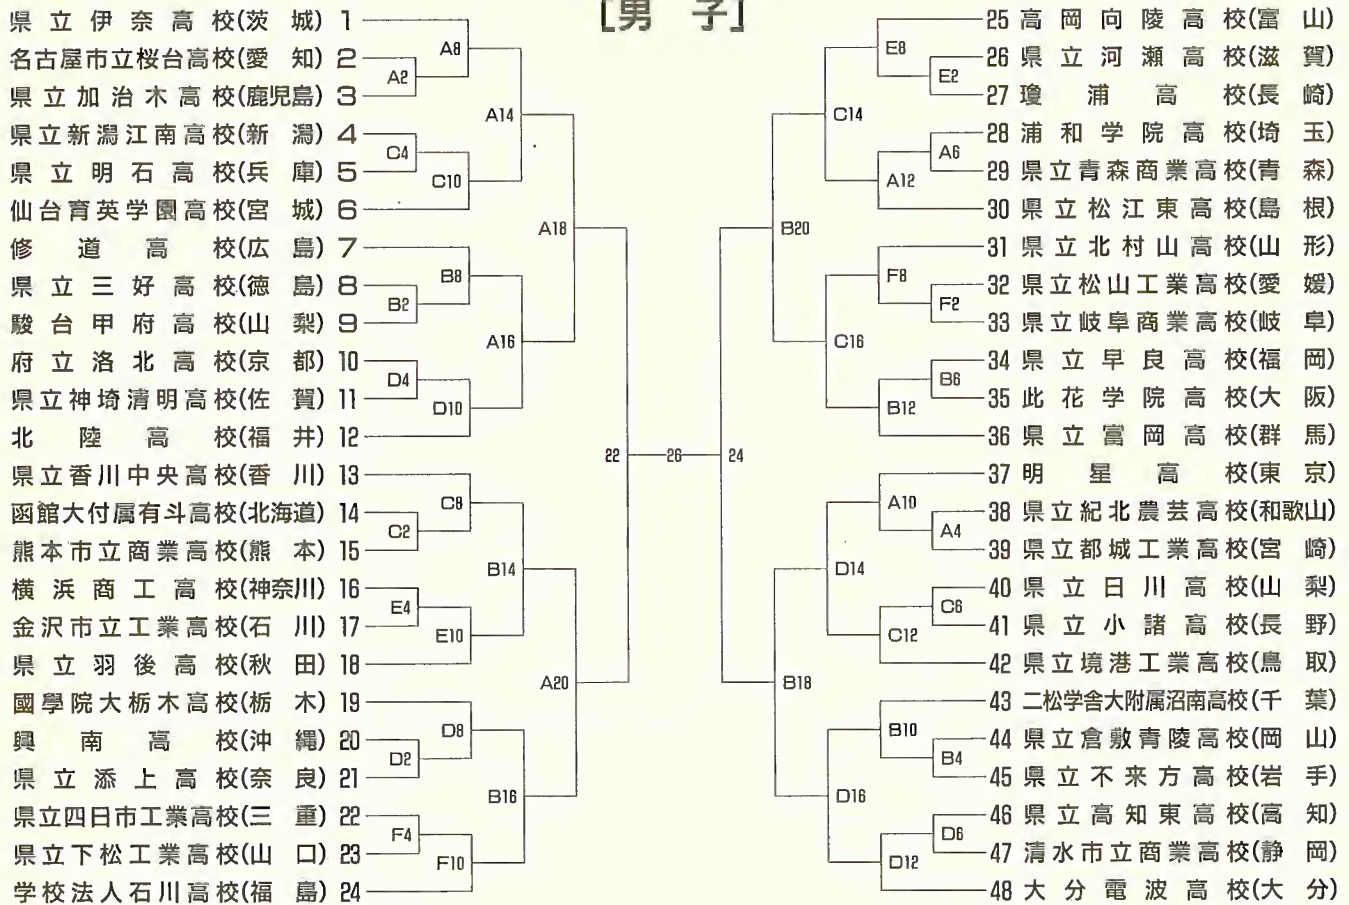 [男 子]
県立伊奈高校(茨 城) 1
名古屋市立桜台高校(愛 知) 2
県立加治木高校(鹿児島) 3
県立新潟江南高校(新 潟) 4
県立明石高校(兵 庫) 5
仙台育英学園高校(宮 城) 6
修道高校(広 島) 7
県立三好高校(徳 島) 8
駿台甲府高校(山 梨) 9
府立洛北高校(京 都) 10
県立神埼清明高校(佐 賀) 11
北陸高校(福 井) 12
県立香川中央高校(香 川) 13
函館大付属有斗高校(北海道) 14
熊本市立商業高校(熊 本) 15
横浜商工高校(神奈川) 16
金沢市立工業高校(石 川) 17
県立羽後高校(秋 田) 18
國學院大栃木高校(栃 木) 19
興南高校(沖 縄) 20
県立添上高校(奈 良) 21
県立四日市工業高校(三 重) 22
県立下松工業高校(山 口) 23
学校法人石川高校(福 島) 24
A8
A2
A14
C4
C10
A18
B8
B2
A16
D4
D10
22
C8
C2
B14
E4
E10
A20
D8
D2
B16
F4
F10
26
24
E8
E2
C14
A6
A12
B20
F8
F2
C16
B6
B12
A10
A4
D14
C6
C12
B18
B10
B4
D16
D6
D12
25 高岡向陵高校(富 山)
26 県立河瀬高校(滋 賀)
27 瓊浦高校(長 崎)
28 浦和学院高校(埼 玉)
29 県立青森商業高校(青 森)
30 県立松江東高校(島 根)
31 県立北村山高校(山 形)
32 県立松山工業高校(愛 媛)
33 県立岐阜商業高校(岐 阜)
34 県立早良高校(福 岡)
35 此花学院高校(大 阪)
36 県立富岡高校(群 馬)
37 明星高校(東 京)
38 県立紀北農芸高校(和歌山)
39 県立都城工業高校(宮 崎)
40 県立日川高校(山 梨)
41 県立小諸高校(長 野)
42 県立境港工業高校(鳥 取)
43 二松学舎大附属沼南高校(千 葉)
44 県立倉敷青陵高校(岡 山)
45 県立不来方高校(岩 手)
46 県立高知東高校(高 知)
47 清水市立商業高校(静 岡)
48 大分電波高校(大 分)